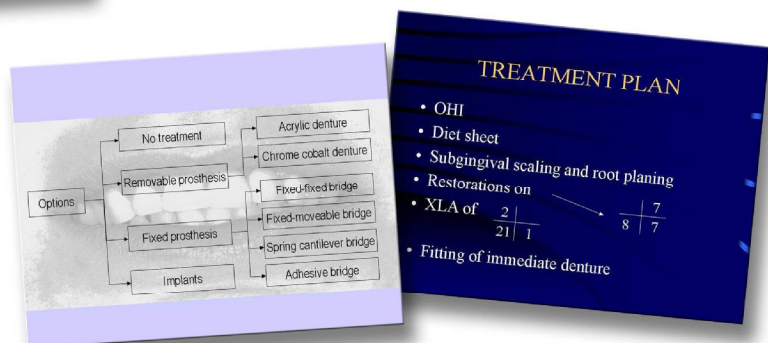 Options
No treatment
Removable prosthesis
Fixed prosthesis
Implants
Acrylic denture
Chrome cobalt denture
Fixed-fixed bridge
Fixed-moveable bridge
Spring cantilever bridge
Adhesive bridge
TREATMENT PLAN
• OHI
• Diet sheet
• Subgingival scaling and root planing
• Restorations on
7
8 7
• XLA of
2
21 1
• Fitting of immediate denture